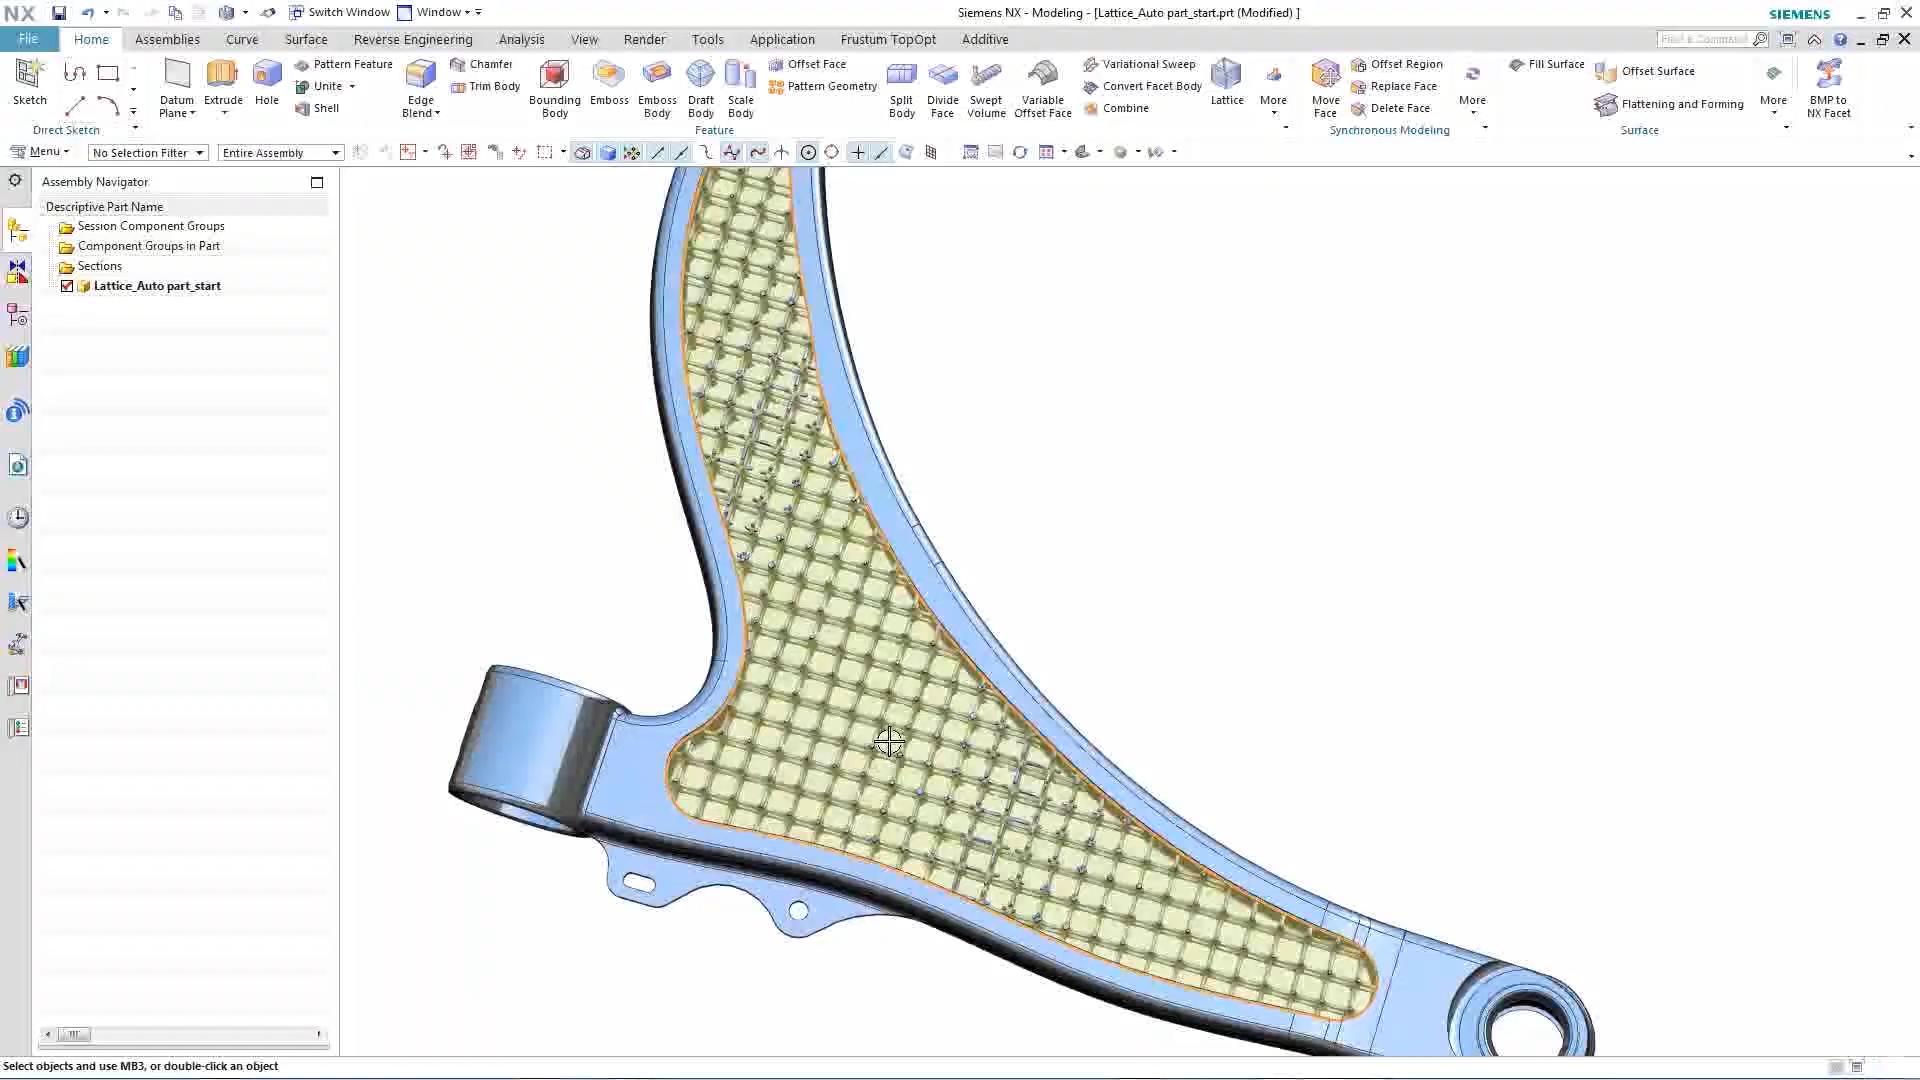 NX Switch Window Window Siemens NX - Modeling - [Lattice_Auto part_start.prt (Modified) ] SIEMENS
File Home Assemblies Curve Surface Reverse Engineering Analysis View Render Tools Application Frustum TopOpt Additive Find a Command
Sketch
Direct Sketch
Datum Plane Extrude Hole
Pattern Feature
Unite
Shell
Edge Blend
Chamfer
Trim Body
Bounding Body Emboss Emboss Body Draft Body Scale Body
Offset Face
Pattern Geometry
Split Body Divide Face Swept Volume Variable Offset Face
Variational Sweep
Convert Facet Body
Combine
Lattice More
Feature
Move Face
Offset Region
Replace Face
Delete Face
More
Synchronous Modeling
Fill Surface
Offset Surface
Flattening and Forming
More
Surface
BMP to NX Facet
Menu No Selection Filter Entire Assembly
Assembly Navigator
Descriptive Part Name
Session Component Groups
Component Groups in Part
Sections
Lattice_Auto part_start
Select objects and use MB3, or double-click an object